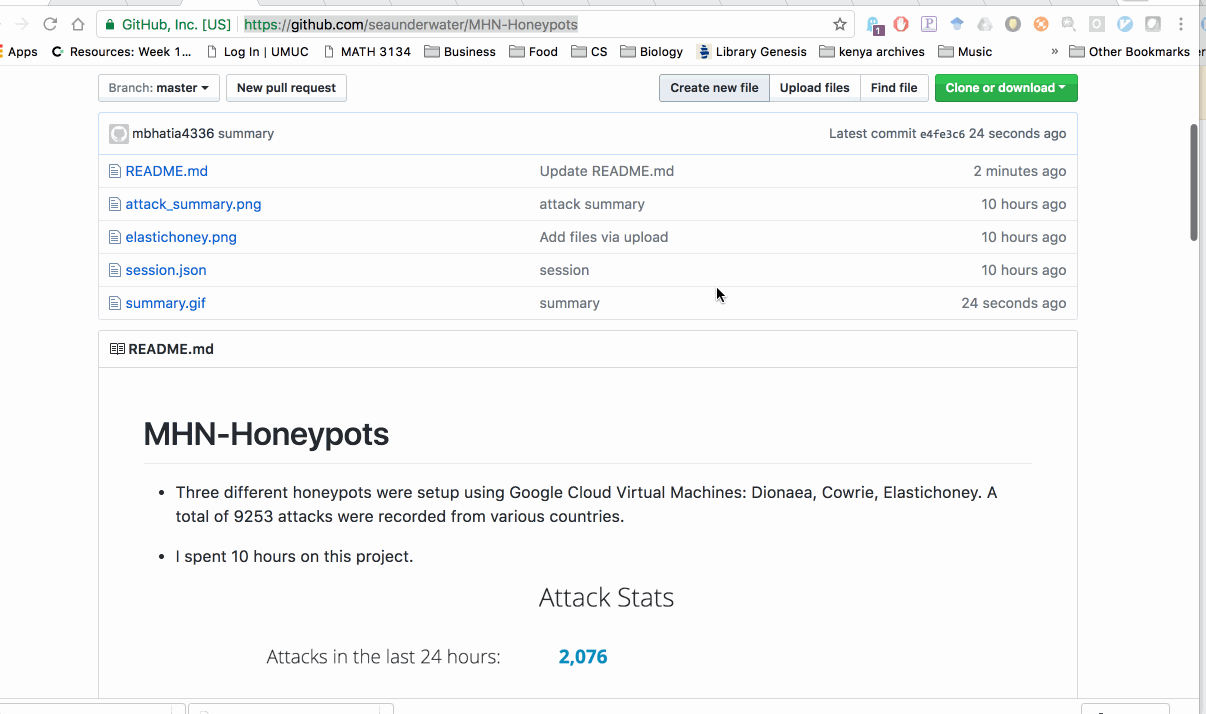 GitHub, Inc. [US] https://github.com/seaunderwater/MHN-Honeypots 1
Apps Resources: Week 1... Log In | UMUC MATH 3134 Business Food CS Biology Library Genesis kenya archives Music » Other Bookmarks
Branch: master New pull request Create new file Upload files Find file Clone or download
mbhatia4336 summary Latest commit e4fe3c6 24 seconds ago
README.md Update README.md 2 minutes ago
attack_summary.png attack summary 10 hours ago
elastichoney.png Add files via upload 10 hours ago
session.json session 10 hours ago
summary.gif summary 24 seconds ago
README.md
MHN-Honeypots
• Three different honeypots were setup using Google Cloud Virtual Machines: Dionaea, Cowrie, Elastichoney. A
total of 9253 attacks were recorded from various countries.
• I spent 10 hours on this project.
Attack Stats
Attacks in the last 24 hours: 2,076